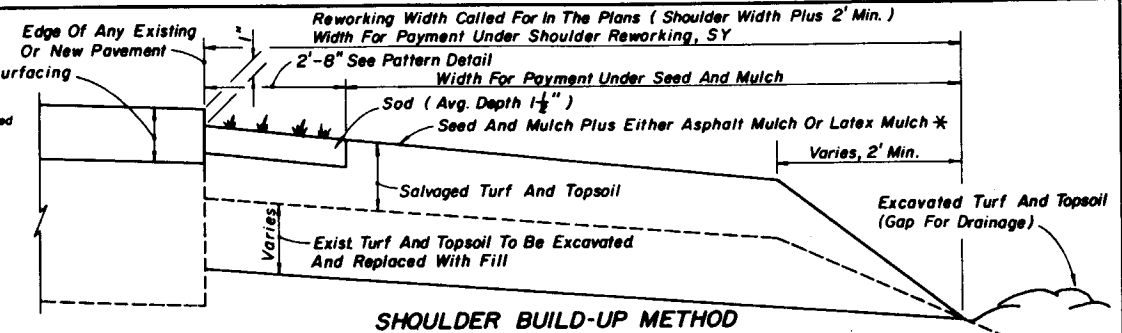 Reworking Width Called For In The Plans ( Shoulder Width Plus 2' Min. )
Width For Payment Under Shoulder Reworking, SY
Edge Of Any Existing
Or New Pavement
1"
2'-8" See Pattern Detail
Width For Payment Under Seed And Mulch
Sod ( Avg. Depth 1½" )
Seed And Mulch Plus Either Asphalt Mulch Or Latex Mulch *
Varies, 2' Min.
Salvaged Turf And Topsoil
Excavated Turf And Topsoil
(Gap For Drainage)
Varies
Exist Turf And Topsoil To Be Excavated
And Replaced With Fill
SHOULDER BUILD-UP METHOD